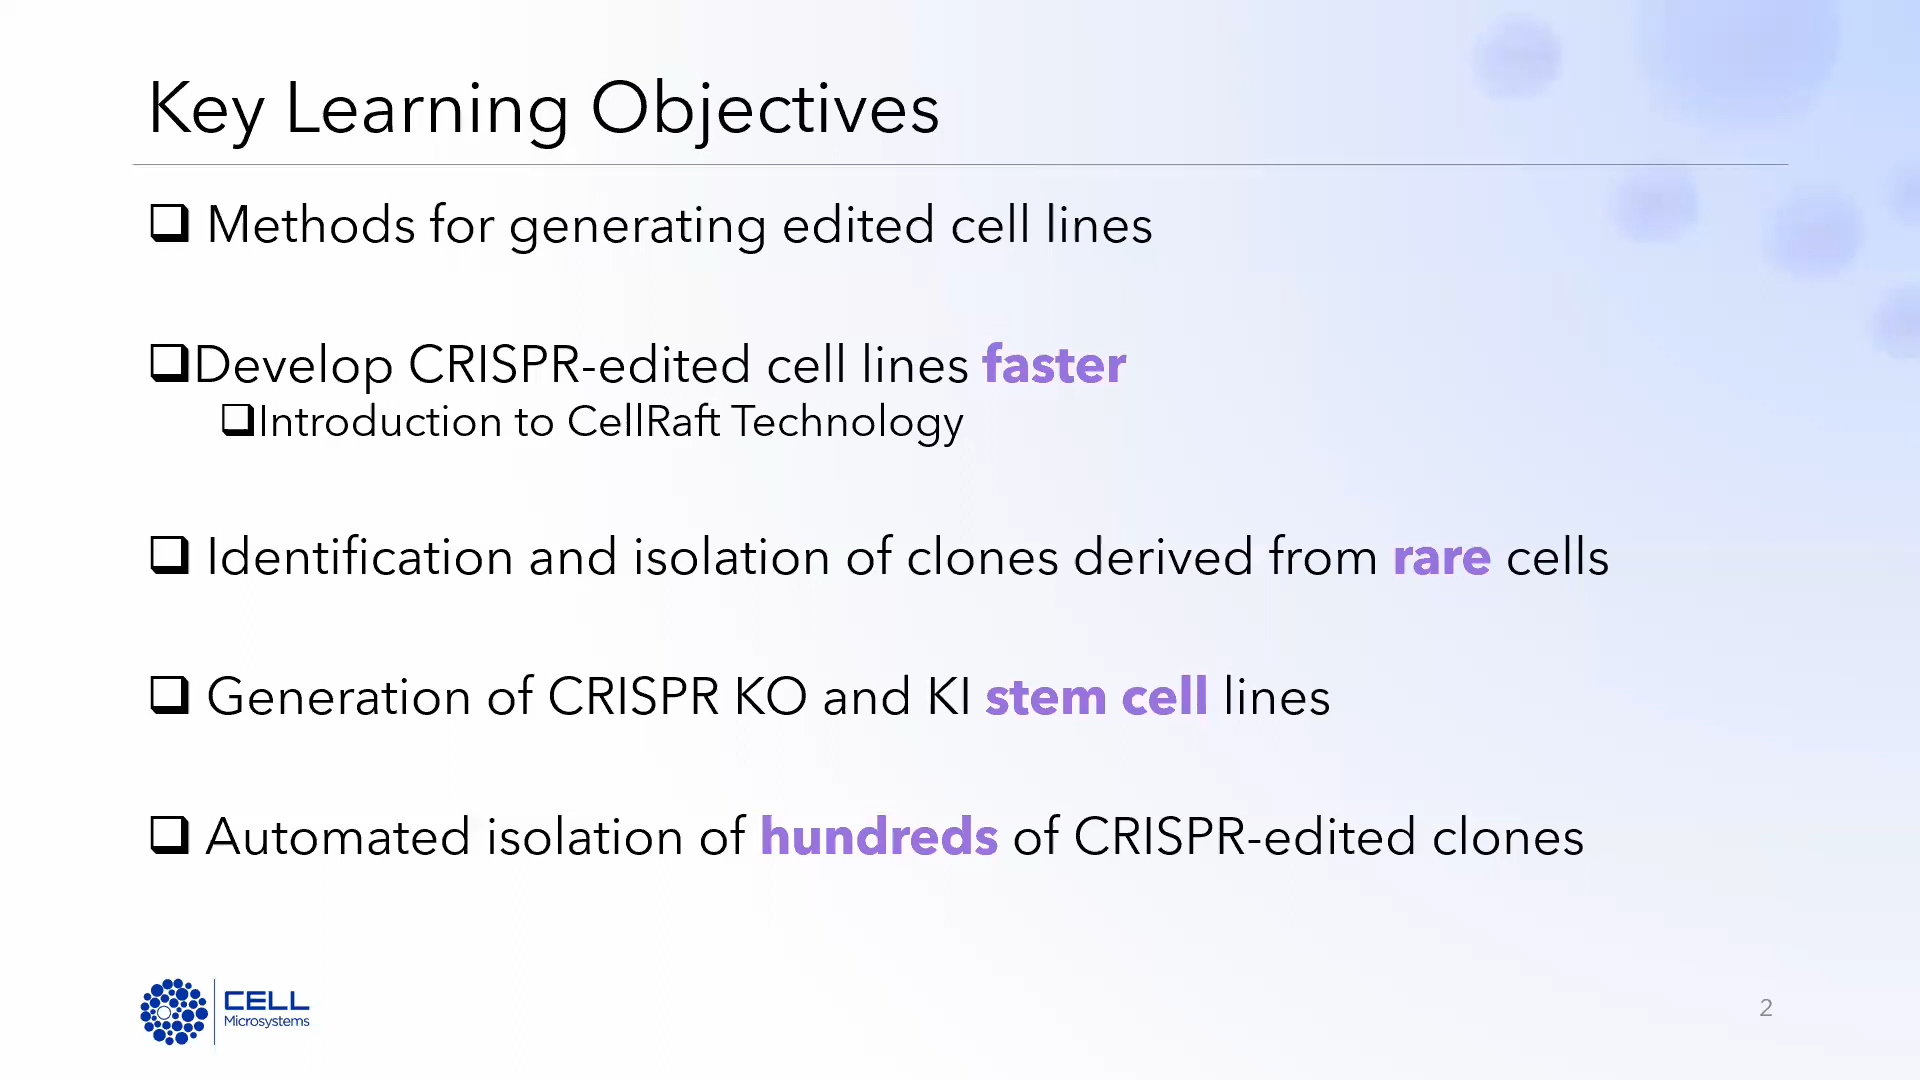 Key Learning Objectives
❑ Methods for generating edited cell lines
❑Develop CRISPR-edited cell lines faster
❑Introduction to CellRaft Technology
❑ Identification and isolation of clones derived from rare cells
❑ Generation of CRISPR KO and KI stem cell lines
❑ Automated isolation of hundreds of CRISPR-edited clones
CELL
Microsystems
2